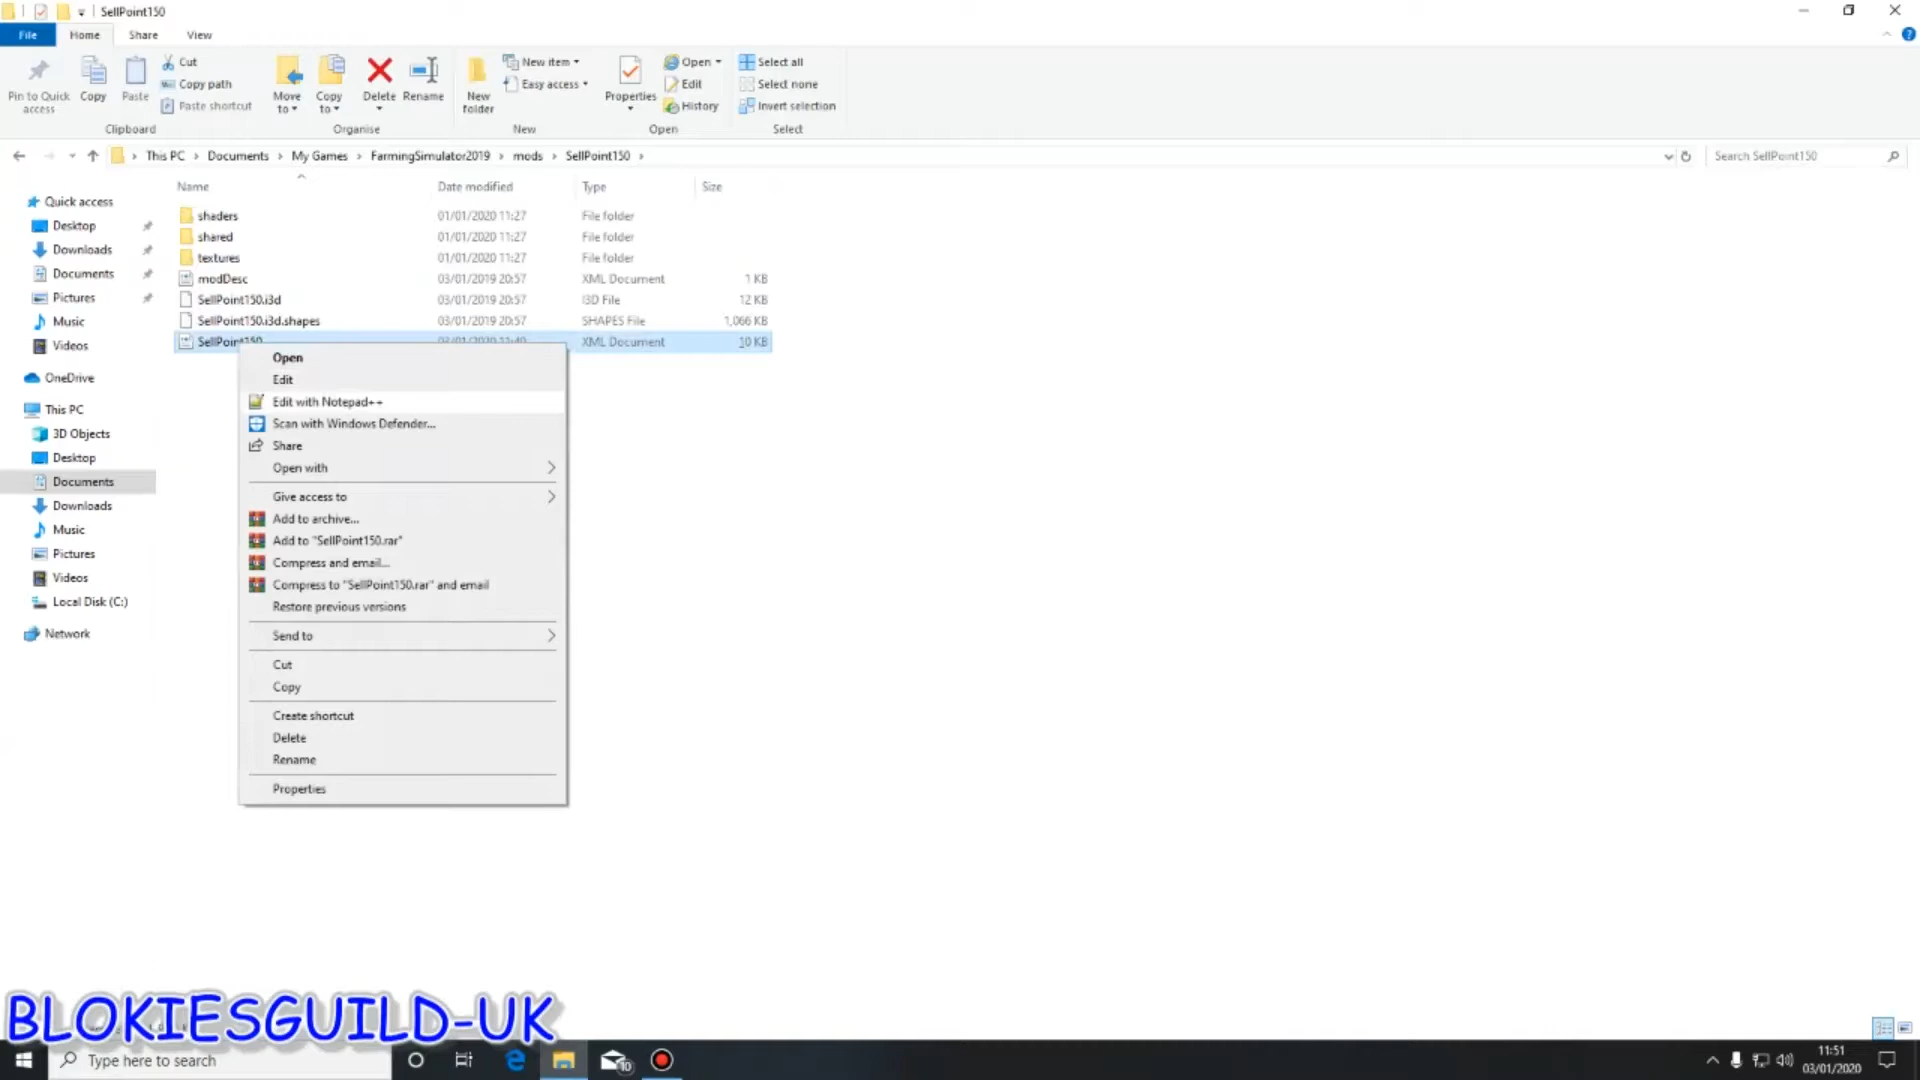 SellPoint150
File Home Share View
Pin to Quick access
Copy
Paste
Cut
Copy path
Paste shortcut
Clipboard
Move to
Copy to
Delete
Rename
Organise
New folder
New item
Easy access
New
Properties
Open
Edit
History
Open
Select all
Select none
Invert selection
Select
This PC Documents My Games FarmingSimulator2019 mods SellPoint150
Search SellPoint150
Name Date modified Type Size
shaders 01/01/2020 11:27 File folder
shared 01/01/2020 11:27 File folder
textures 01/01/2020 11:27 File folder
modDesc 03/01/2019 20:57 XML Document 1 KB
SellPoint150.i3d 03/01/2019 20:57 I3D File 12 KB
SellPoint150.i3d.shapes 03/01/2019 20:57 SHAPES File 1,066 KB
SellPoint150 XML Document 10 KB
Quick access
Desktop
Downloads
Documents
Pictures
Music
Videos
OneDrive
This PC
3D Objects
Desktop
Documents
Downloads
Music
Pictures
Videos
Local Disk (C:)
Network
Open
Edit
Edit with Notepad++
Scan with Windows Defender...
Share
Open with
Give access to
Add to archive...
Add to "SellPoint150.rar"
Compress and email...
Compress to "SellPoint150.rar" and email
Restore previous versions
Send to
Cut
Copy
Create shortcut
Delete
Rename
Properties
BLOKIESGUILD-UK
Type here to search
10
11:51
03/01/2020